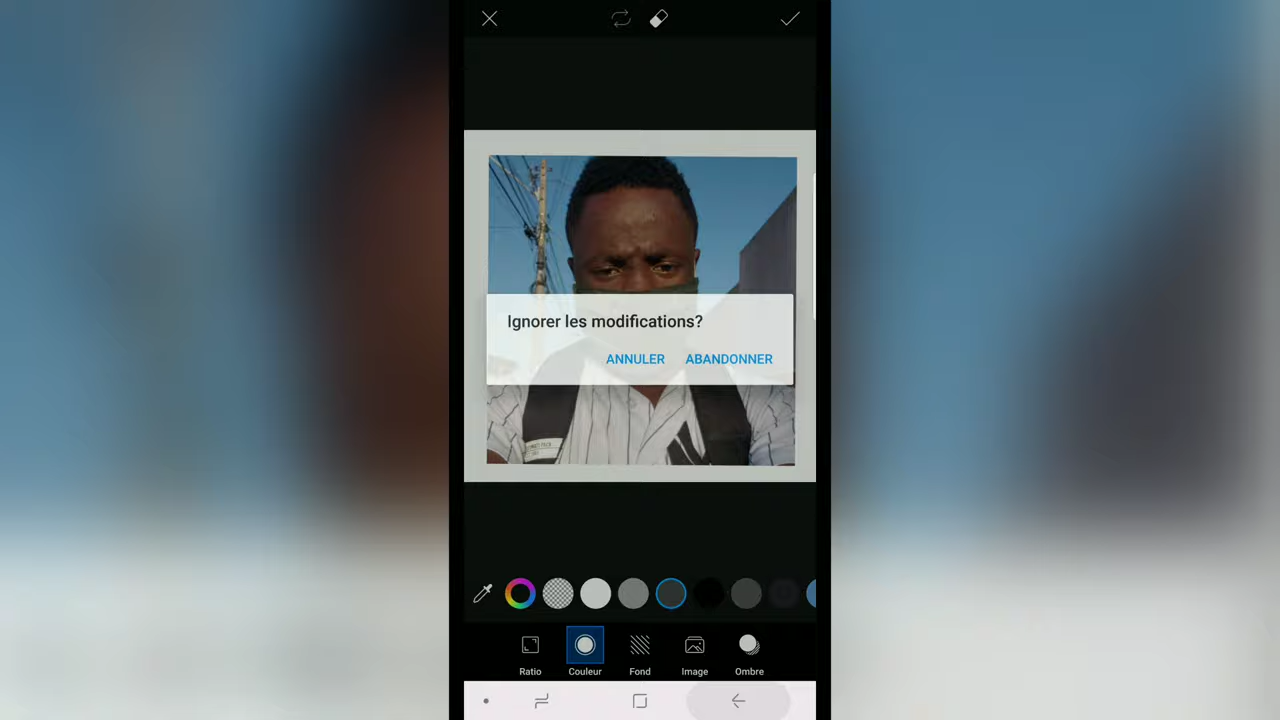 Ignorer les modifications?
ANNULER ABANDONNER
Ratio Couleur Fond Image Ombre